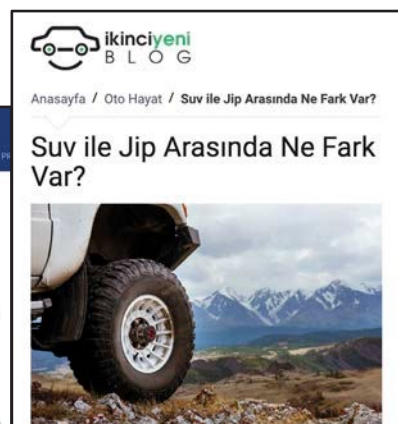 ikinciyeni
BLOG
Anasayfa / Oto Hayat / Suv ile Jip Arasında Ne Fark Var?
Suv ile Jip Arasında Ne Fark
Var?